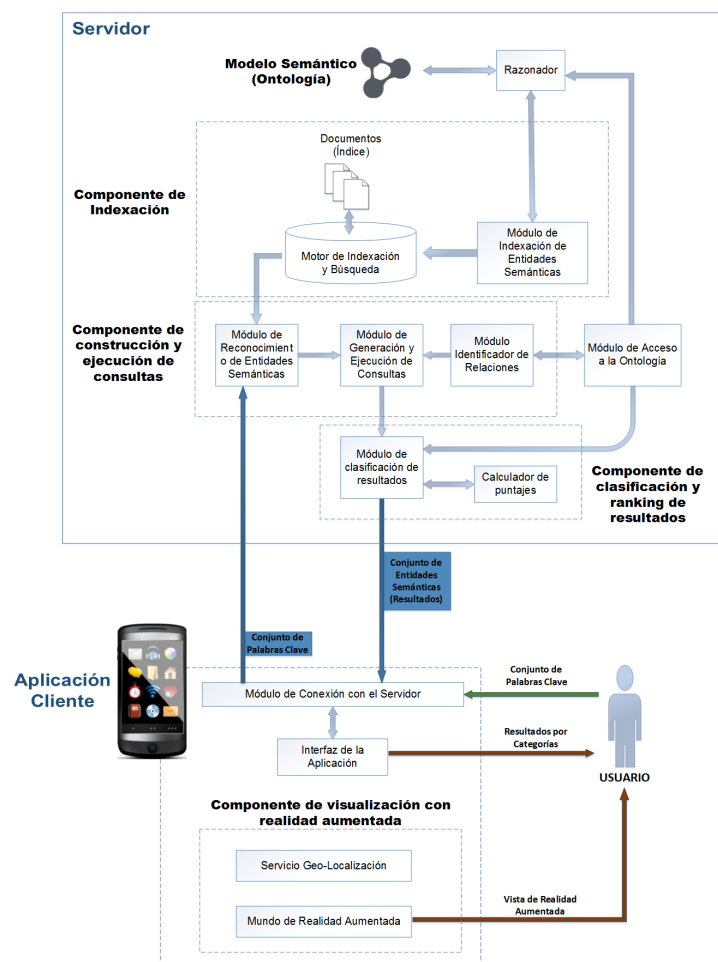 Servidor
Modelo Semántico
(Ontología)
Razonador
Documentos
(Índice)
Componente de
Indexación
Motor de Indexación
y Búsqueda
Módulo de
Indexación de
Entidades
Semánticas
Componente de
construcción y
ejecución de
consultas
Módulo de
Reconocimient
o de Entidades
Semánticas
Módulo de
Generación y
Ejecución de
Consultas
Módulo
Identificador de
Relaciones
Módulo de Acceso
a la Ontología
Módulo de
clasificación de
resultados
Calculador de
puntajes
Componente de
clasificación y
ranking de
resultados
Conjunto de
Entidades
Semánticas
(Resultados)
Conjunto de
Palabras Clave
Aplicación
Cliente
Módulo de Conexión con el Servidor
Conjunto de
Palabras Clave
Interfaz de la
Aplicación
Resultados por
Categorías
USUARIO
Componente de visualización con
realidad aumentada
Servicio Geo-Localización
Mundo de Realidad Aumentada
Vista de Realidad
Aumentada